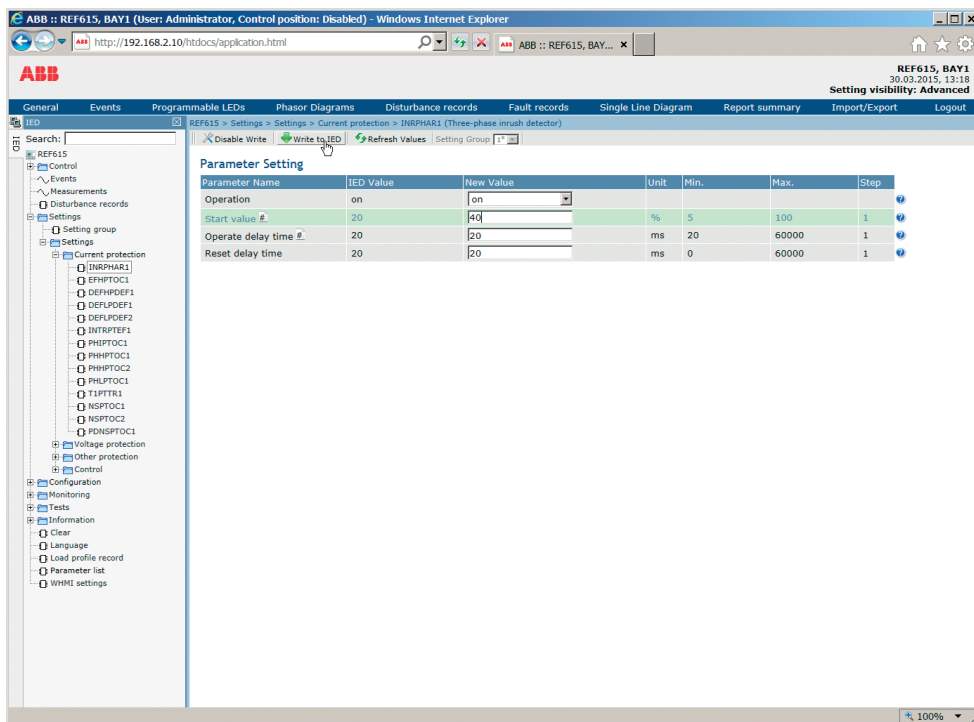 ABB :: REF615, BAY1 (User: Administrator, Control position: Disabled) - Windows Internet Explorer
http://192.168.2.10/htdocs/application.html
ABB :: REF615, BAY...
ABB
REF615, BAY1
30.03.2015, 13:18
Setting visibility: Advanced
General Events Programmable LEDs Phasor Diagrams Disturbance records Fault records Single Line Diagram Report summary Import/Export Logout
IED
REF615 > Settings > Settings > Current protection > INRPHAR1 (Three-phase inrush detector)
IED
Search:
Disable Write Write to IED Refresh Values Setting Group 1*
REF615
Control
Events
Measurements
Disturbance records
Settings
Setting group
Settings
Current protection
INRPHAR1
EFHPTOC1
DEFHPDEF1
DEFLPDEF1
DEFLPDEF2
INTRPTEF1
PHIPTOC1
PHHPTOC1
PHHPTOC2
PHLPTOC1
T1PTTR1
NSPTOC1
NSPTOC2
PDNSPTOC1
Voltage protection
Other protection
Control
Configuration
Monitoring
Tests
Information
Clear
Language
Load profile record
Parameter list
WHMI settings
Parameter Setting
Parameter Name IED Value New Value Unit Min. Max. Step
Operation on on
Start value # 20 40 % 5 100 1
Operate delay time # 20 20 ms 20 60000 1
Reset delay time 20 20 ms 0 60000 1
100%